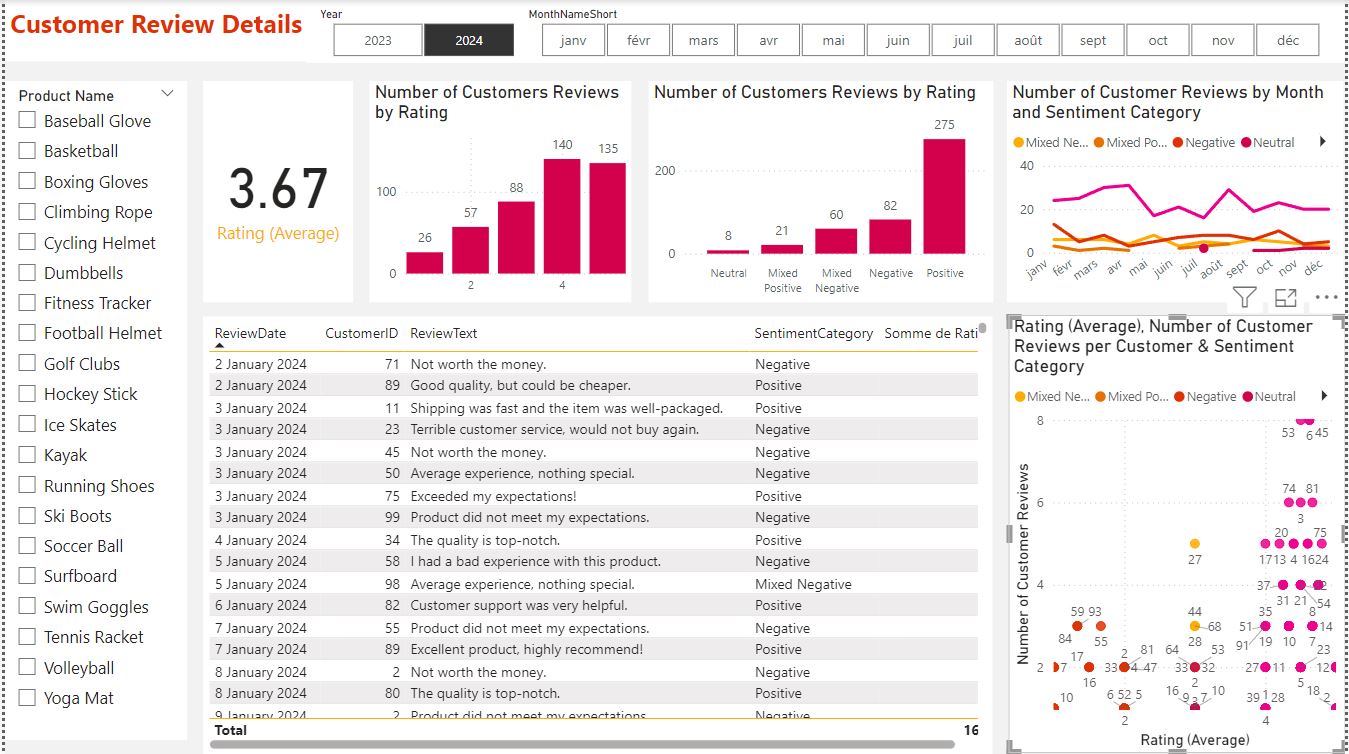 Customer Review Details
Year
2023 2024
MonthNameShort
janv févr mars avr mai juin juil août sept oct nov déc
Product Name
Baseball Glove
Basketball
Boxing Gloves
Climbing Rope
Cycling Helmet
Dumbbells
Fitness Tracker
Football Helmet
Golf Clubs
Hockey Stick
Ice Skates
Kayak
Running Shoes
Ski Boots
Soccer Ball
Surfboard
Swim Goggles
Tennis Racket
Volleyball
Yoga Mat
3.67
Rating (Average)
Number of Customers Reviews
by Rating
140 135
88
57
26
100
0
2 4
Number of Customers Reviews by Rating
275
200
82
60
21
8
0
Neutral Mixed Positive Mixed Negative Negative Positive
Number of Customer Reviews by Month
and Sentiment Category
Mixed Ne... Mixed Po... Negative Neutral
40
20
0
janv févr mars avr mai juin juil août sept oct nov déc
ReviewDate CustomerID ReviewText SentimentCategory Somme de Rati
2 January 2024 71 Not worth the money. Negative
2 January 2024 89 Good quality, but could be cheaper. Positive
3 January 2024 11 Shipping was fast and the item was well-packaged. Positive
3 January 2024 23 Terrible customer service, would not buy again. Negative
3 January 2024 45 Not worth the money. Negative
3 January 2024 50 Average experience, nothing special. Negative
3 January 2024 75 Exceeded my expectations! Positive
3 January 2024 99 Product did not meet my expectations. Negative
4 January 2024 34 The quality is top-notch. Positive
5 January 2024 58 I had a bad experience with this product. Negative
5 January 2024 98 Average experience, nothing special. Mixed Negative
6 January 2024 82 Customer support was very helpful. Positive
7 January 2024 55 Product did not meet my expectations. Negative
7 January 2024 89 Excellent product, highly recommend! Positive
8 January 2024 2 Not worth the money. Negative
8 January 2024 80 The quality is top-notch. Positive
9 January 2024 2 Product did not meet my expectations. Negative
Total 16
Rating (Average), Number of Customer
Reviews per Customer & Sentiment
Category
Mixed Ne... Mixed Po... Negative Neutral
Number of Customer Reviews
8
53 6 45
74 81
6
3
20 75
27 17 13 4 16 24
4
37
31 21 54
59 93 44 35 8
68 51 14
84 55 28 91 19 10 7
17 2 81 64 53 23
2 7 33 4 47 33 32 27 11 12
16 2 5 18 2
10 6 52 5 16 9 3 7 10 39 1 28
2 4
Rating (Average)